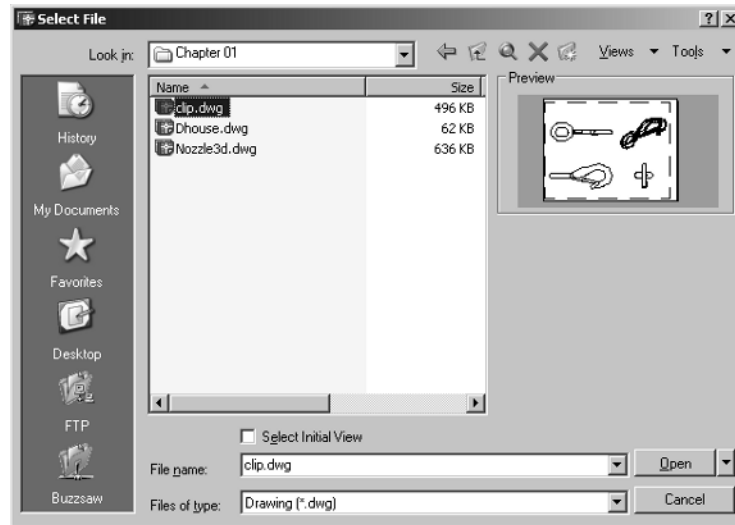 Select File
Look in: Chapter 01 Views Tools
History
My Documents
Favorites
Desktop
FTP
Buzzsaw
Name Size
clip.dwg 496 KB
Dhouse.dwg 62 KB
Nozzle3d.dwg 636 KB
Preview
Select Initial View
File name: clip.dwg Open
Files of type: Drawing (*.dwg) Cancel